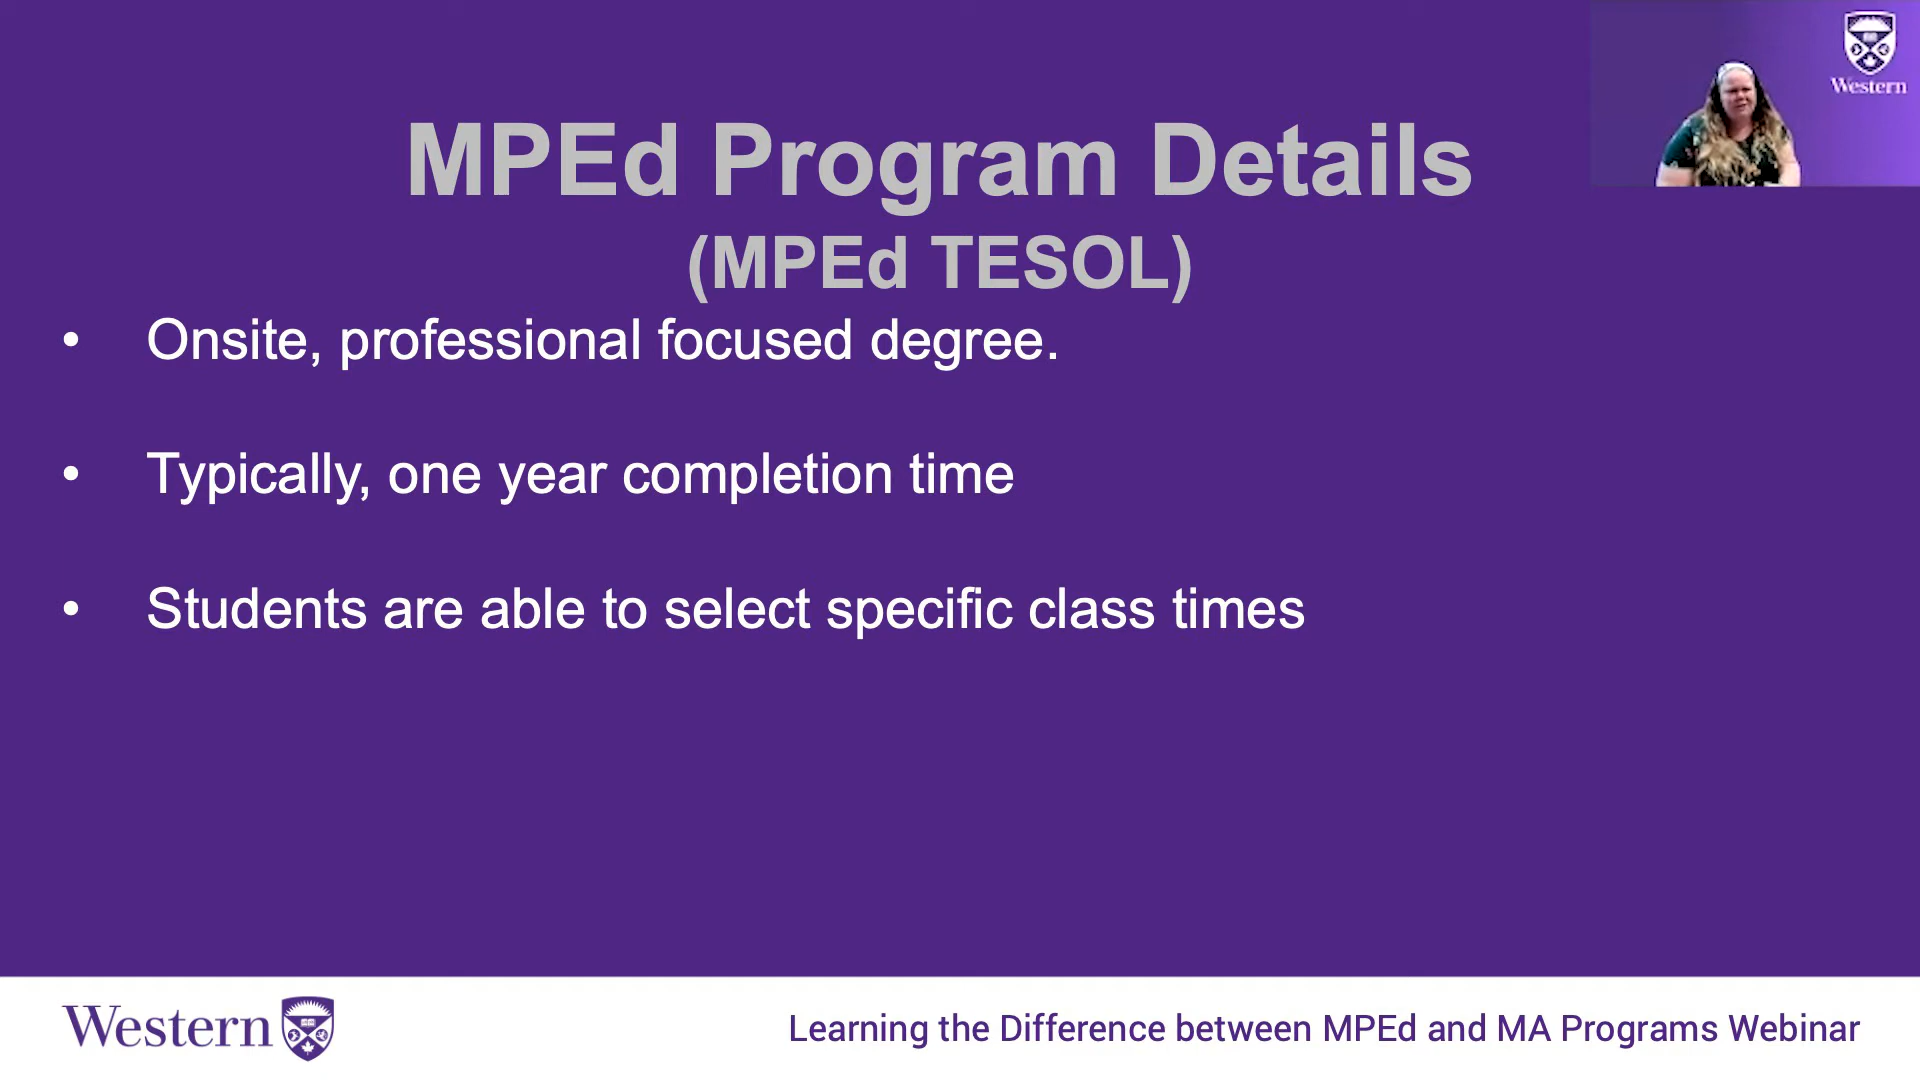 Western
MPEd Program Details
(MPEd TESOL)
• Onsite, professional focused degree.
• Typically, one year completion time
• Students are able to select specific class times
Western
Learning the Difference between MPEd and MA Programs Webinar